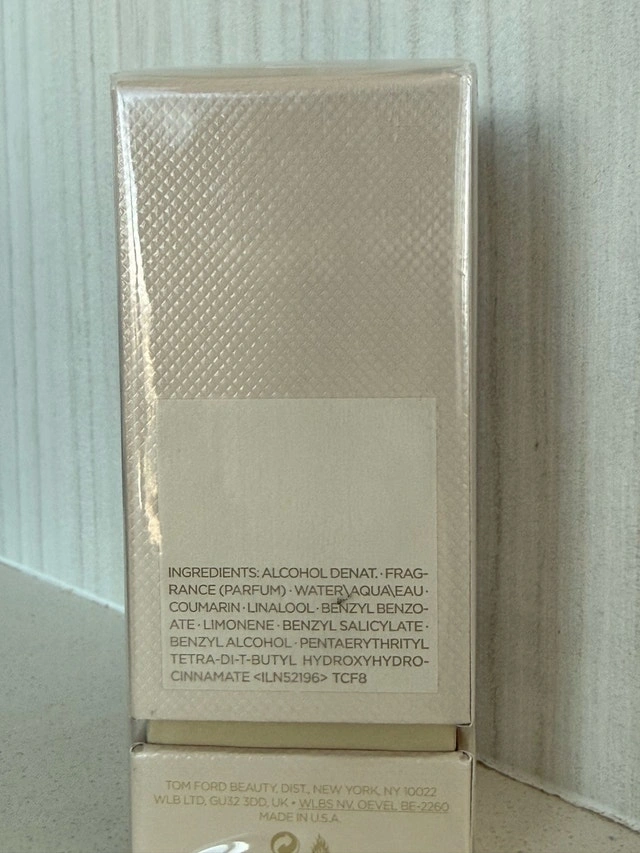 INGREDIENTS: ALCOHOL DENAT. · FRAG-
RANCE (PARFUM) · WATER\AQUA\EAU ·
COUMARIN · LINALOOL · BENZYL BENZO-
ATE · LIMONENE · BENZYL SALICYLATE ·
BENZYL ALCOHOL · PENTAERYTHRITYL
TETRA-DI-T-BUTYL HYDROXYHYDRO-
CINNAMATE <ILN52196> TCF8
TOM FORD BEAUTY, DIST., NEW YORK, NY 10022
WLB LTD, GU32 3DD, UK • WLBS NV, OEVEL BE-2260
MADE IN U.S.A.